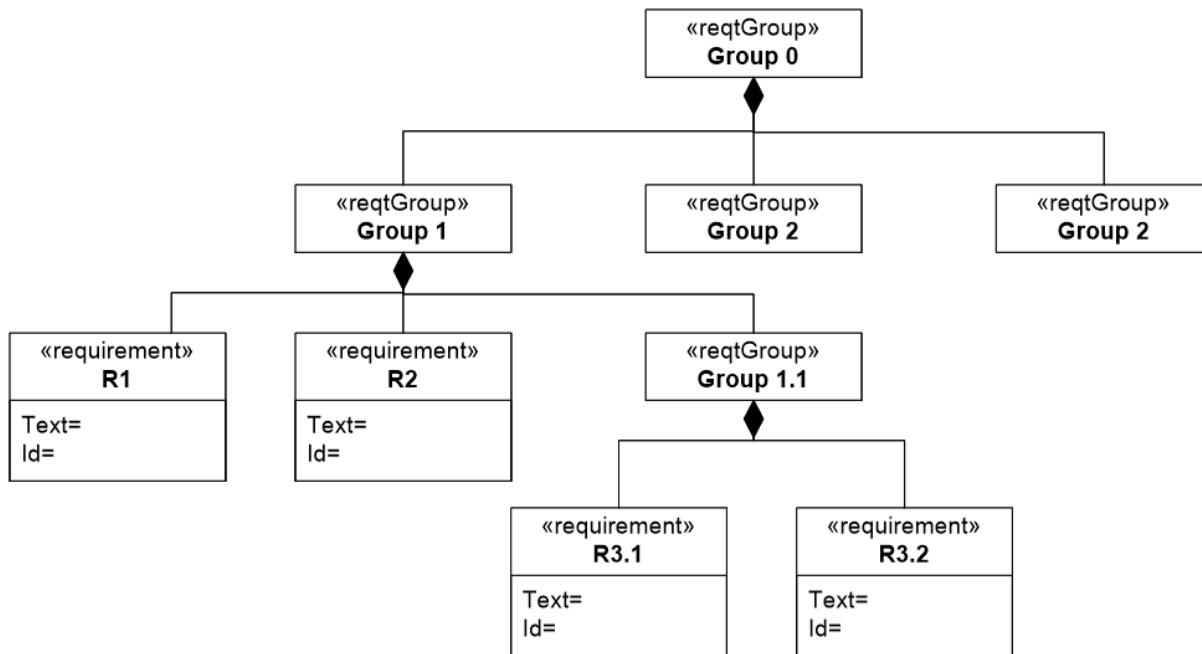 «reqtGroup»
Group 0
«reqtGroup»
Group 1
«reqtGroup»
Group 2
«reqtGroup»
Group 2
«requirement»
R1
Text=
Id=
«requirement»
R2
Text=
Id=
«reqtGroup»
Group 1.1
«requirement»
R3.1
Text=
Id=
«requirement»
R3.2
Text=
Id=